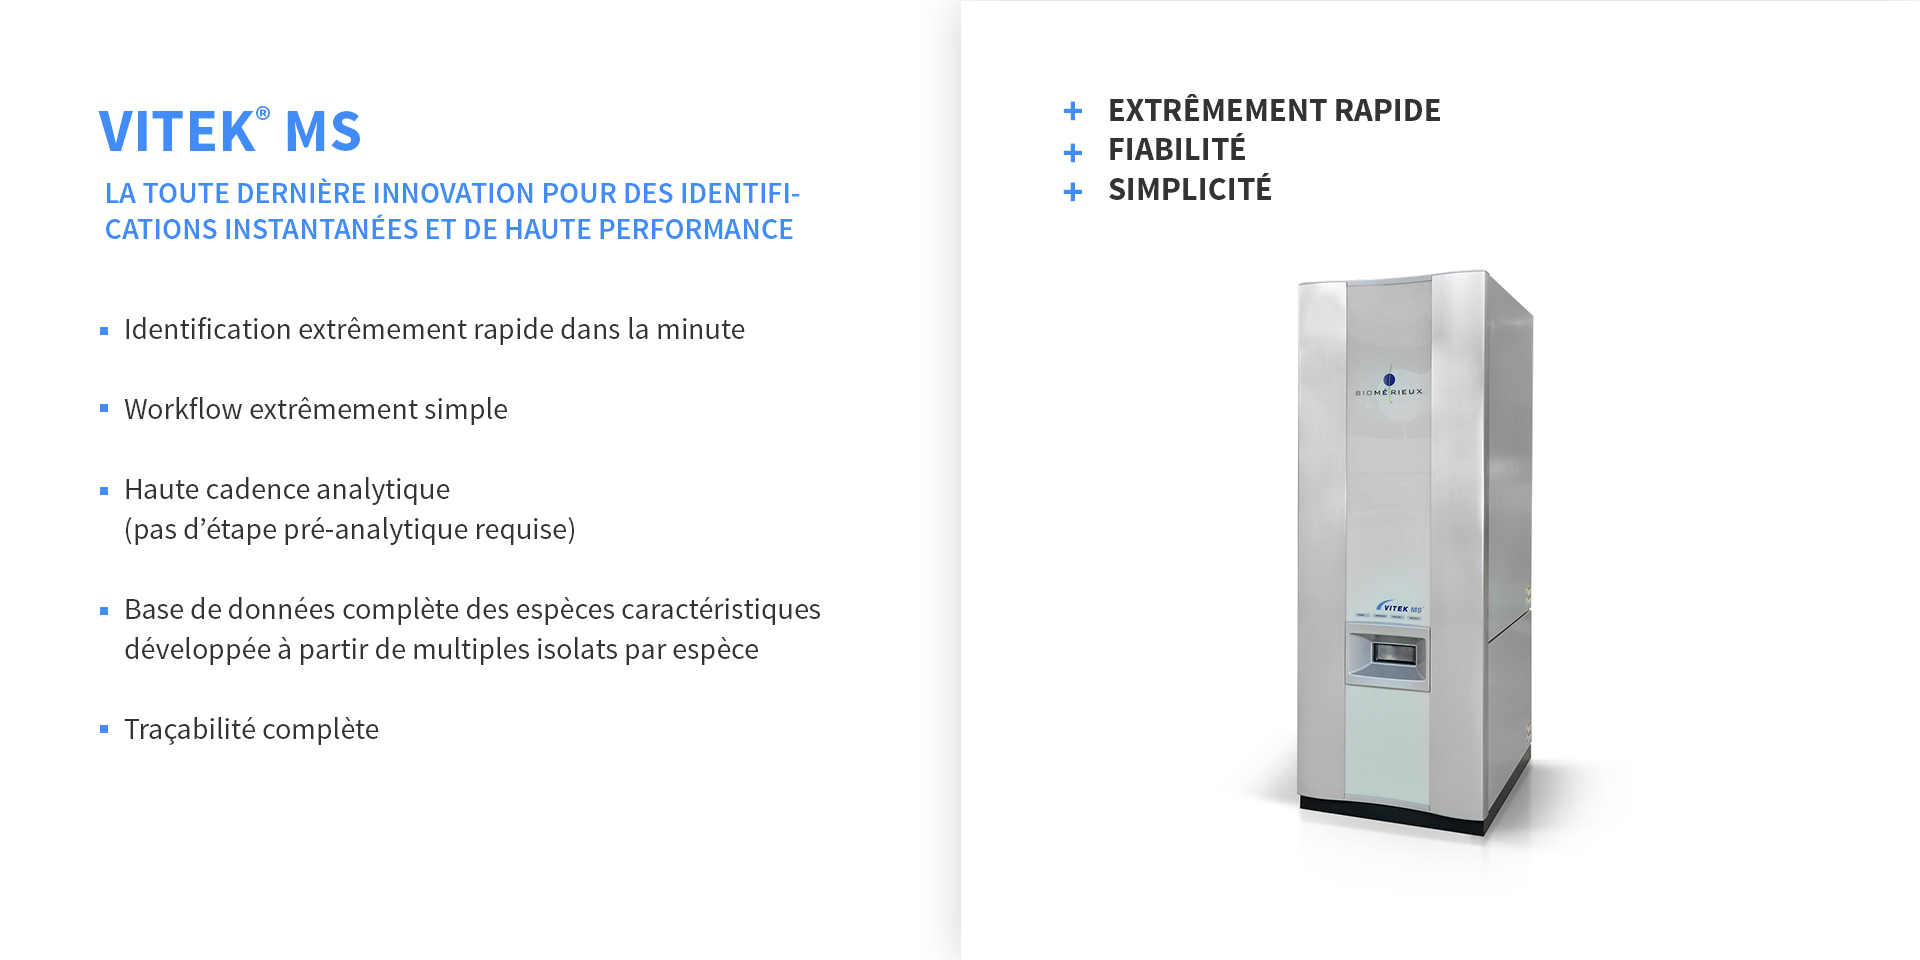 VITEK® MS
LA TOUTE DERNIÈRE INNOVATION POUR DES IDENTIFI-
CATIONS INSTANTANÉES ET DE HAUTE PERFORMANCE
Identification extrêmement rapide dans la minute
Workflow extrêmement simple
Haute cadence analytique
(pas d’étape pré-analytique requise)
Base de données complète des espèces caractéristiques
développée à partir de multiples isolats par espèce
Traçabilité complète
+ EXTRÊMEMENT RAPIDE
+ FIABILITÉ
+ SIMPLICITÉ
BIOMÉRIEUX
VITEK MS